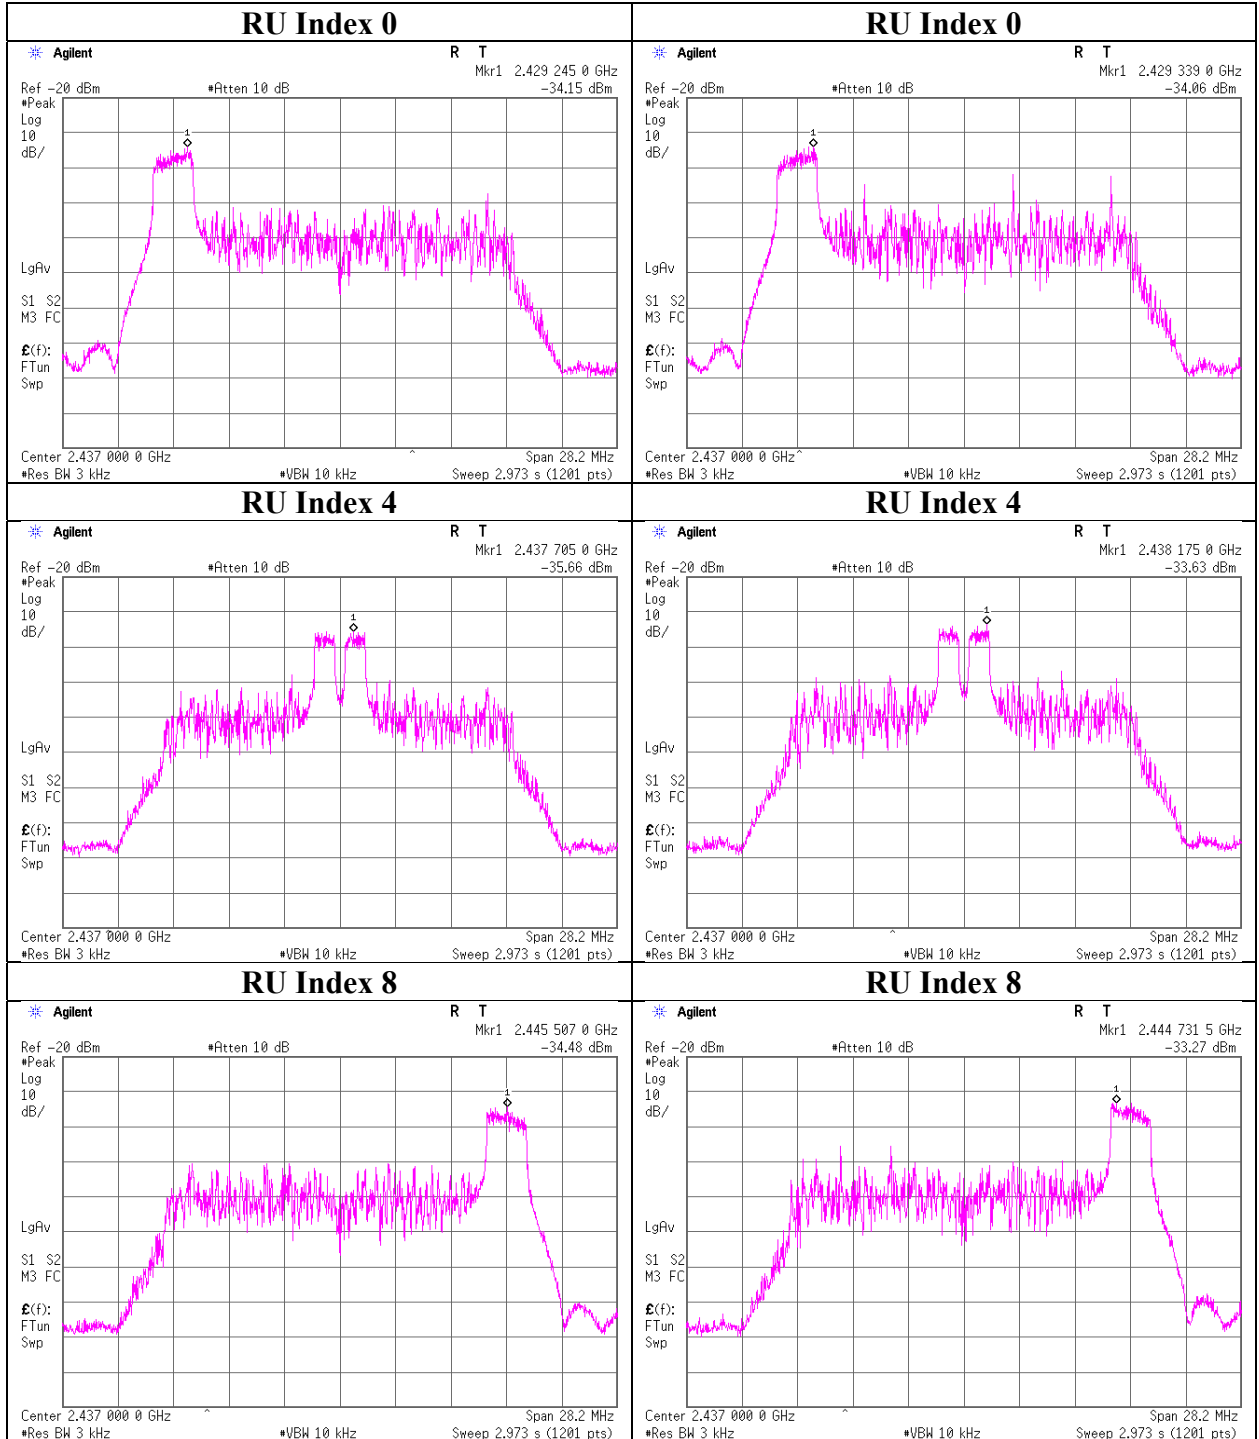 RU Index 0
Agilent R T
Mkr1 2.429 245 0 GHz
Ref -20 dBm #Atten 10 dB -34.15 dBm
#Peak
Log
10
dB/
1
LgAv
S1 S2
M3 FC
£(f):
FTun
Swp
Center 2.437 000 0 GHz ^ Span 28.2 MHz
#Res BW 3 kHz #VBW 10 kHz Sweep 2.973 s (1201 pts)
RU Index 0
Agilent R T
Mkr1 2.429 339 0 GHz
Ref -20 dBm #Atten 10 dB -34.06 dBm
#Peak
Log
10
dB/
1
LgAv
S1 S2
M3 FC
£(f):
FTun
Swp
Center 2.437 000 0 GHz ^ Span 28.2 MHz
#Res BW 3 kHz #VBW 10 kHz Sweep 2.973 s (1201 pts)
RU Index 4
Agilent R T
Mkr1 2.437 705 0 GHz
Ref -20 dBm #Atten 10 dB -35.66 dBm
#Peak
Log
10
dB/
1
LgAv
S1 S2
M3 FC
£(f):
FTun
Swp
Center 2.437 000 0 GHz Span 28.2 MHz
#Res BW 3 kHz #VBW 10 kHz Sweep 2.973 s (1201 pts)
RU Index 4
Agilent R T
Mkr1 2.438 175 0 GHz
Ref -20 dBm #Atten 10 dB -33.63 dBm
#Peak
Log
10
dB/
1
LgAv
S1 S2
M3 FC
£(f):
FTun
Swp
Center 2.437 000 0 GHz ^ Span 28.2 MHz
#Res BW 3 kHz #VBW 10 kHz Sweep 2.973 s (1201 pts)
RU Index 8
Agilent R T
Mkr1 2.445 507 0 GHz
Ref -20 dBm #Atten 10 dB -34.48 dBm
#Peak
Log
10
dB/
1
LgAv
S1 S2
M3 FC
£(f):
FTun
Swp
Center 2.437 000 0 GHz ^ Span 28.2 MHz
#Res BW 3 kHz #VBW 10 kHz Sweep 2.973 s (1201 pts)
RU Index 8
Agilent R T
Mkr1 2.444 731 5 GHz
Ref -20 dBm #Atten 10 dB -33.27 dBm
#Peak
Log
10
dB/
1
LgAv
S1 S2
M3 FC
£(f):
FTun
Swp
Center 2.437 000 0 GHz ^ Span 28.2 MHz
#Res BW 3 kHz #VBW 10 kHz Sweep 2.973 s (1201 pts)